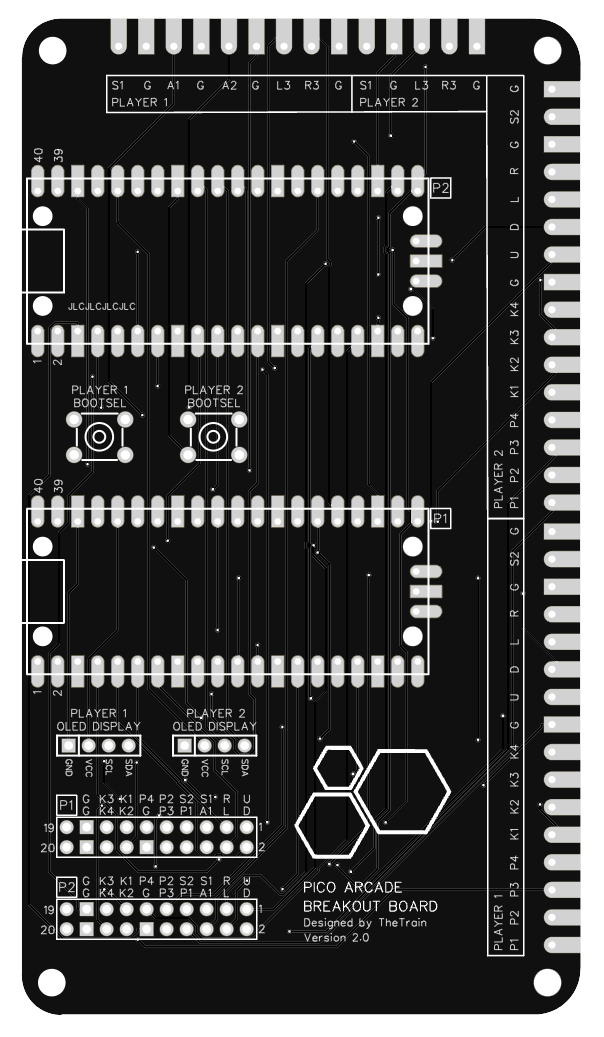 S1 G A1 G A2 G L3 R3 G S1 G L3 R3 G
PLAYER 1 PLAYER 2
G
S2
G
R
L
D
U
G
K4
K3
K2
K1
P4
P3
P2
P1
PLAYER 2
G
S2
G
R
L
D
U
G
K4
K3
K2
K1
P4
P3
P2
P1
PLAYER 1
40 39
P2
JLCJLCJLCJLC
1 2
PLAYER 1
BOOTSEL
PLAYER 2
BOOTSEL
40 39
P1
1 2
PLAYER 1
OLED DISPLAY
GND VCC SCL SDA
PLAYER 2
OLED DISPLAY
GND VCC SCL SDA
P1
G K3 K1 P4 P2 S2 S1 R U
G K4 K2 G P3 P1 A1 L D
19 1
20 2
P2
G K3 K1 P4 P2 S2 S1 R U
G K4 K2 G P3 P1 A1 L D
19 1
20 2
PICO ARCADE
BREAKOUT BOARD
Designed by TheTrain
Version 2.0